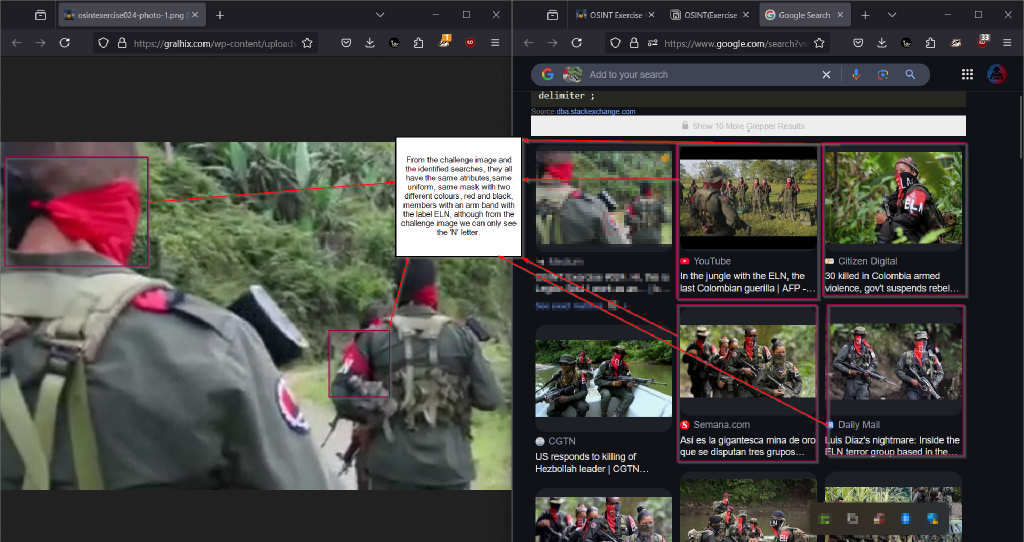 osintexercise024-photo-1.png (
https://gralhix.com/wp-content/upload
1
OSINT Exercise
OSINT(Exercise
Google Search
https://www.google.com/search?vs
33
Add to your search
delimiter ;
Source dba.stackexchange.com
Show 10 More Grepper Results
From the challenge image and
the identified searches, they all
have the same atributes,same
uniform, same mask with two
different colours, red and black,
members with an arm band with
the label ELN, although from the
challenge image we can only see
the 'N' letter.
ELN
YouTube
In the jungle with the ELN, the
last Colombian guerilla | AFP -...
Citizen Digital
30 killed in Colombia armed
violence, gov't suspends rebel...
CGTN
US responds to killing of
Hezbollah leader | CGTN...
Semana.com
Así es la gigantesca mina de oro
que se disputan tres grupos...
Daily Mail
Luis Diaz's nightmare: Inside the
ELN terror group based in the...